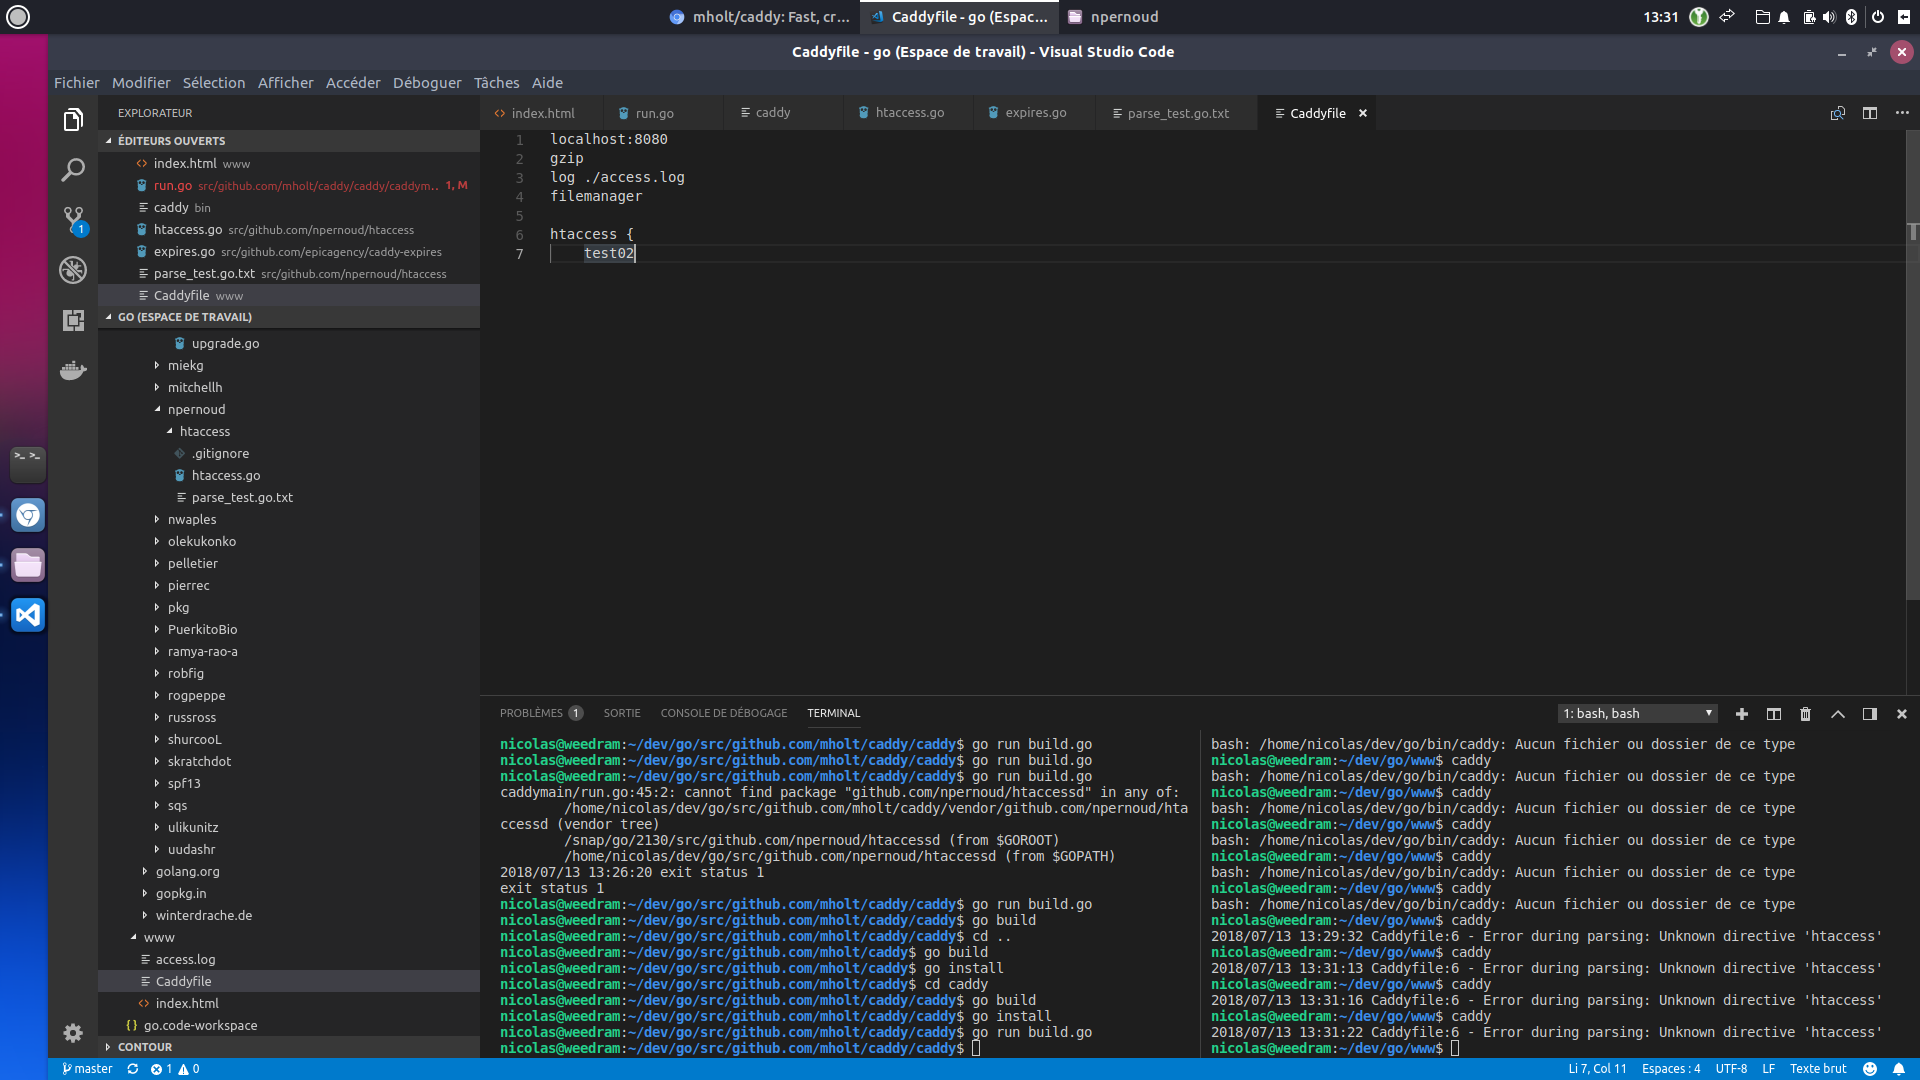 mholt/caddy: Fast, cr...
Caddyfile - go (Espac...
npernoud
13:31
Caddyfile - go (Espace de travail) - Visual Studio Code
Fichier Modifier Sélection Afficher Accéder Déboguer Tâches Aide
EXPLORATEUR
ÉDITEURS OUVERTS
index.html www
run.go src/github.com/mholt/caddy/caddy/caddym... 1, M
caddy bin
htaccess.go src/github.com/npernoud/htaccess
expires.go src/github.com/epicagency/caddy-expires
parse_test.go.txt src/github.com/npernoud/htaccess
Caddyfile www
1
GO (ESPACE DE TRAVAIL)
upgrade.go
miekg
mitchellh
npernoud
htaccess
.gitignore
htaccess.go
parse_test.go.txt
nwaples
olekukonko
pelletier
pierrec
pkg
PuerkitoBio
ramya-rao-a
robfig
rogpeppe
russross
shurcooL
skratchdot
spf13
sqs
ulikunitz
uudashr
golang.org
gopkg.in
winterdrache.de
www
access.log
Caddyfile
index.html
{} go.code-workspace
CONTOUR
index.html run.go caddy htaccess.go expires.go parse_test.go.txt Caddyfile
1 localhost:8080
2 gzip
3 log ./access.log
4 filemanager
5
6 htaccess {
7 test02
PROBLÈMES 1 SORTIE CONSOLE DE DÉBOGAGE TERMINAL
1: bash, bash
nicolas@weedram:~/dev/go/src/github.com/mholt/caddy/caddy$ go run build.go
nicolas@weedram:~/dev/go/src/github.com/mholt/caddy/caddy$ go run build.go
nicolas@weedram:~/dev/go/src/github.com/mholt/caddy/caddy$ go run build.go
caddymain/run.go:45:2: cannot find package "github.com/npernoud/htaccessd" in any of:
/home/nicolas/dev/go/src/github.com/mholt/caddy/vendor/github.com/npernoud/hta
ccessd (vendor tree)
/snap/go/2130/src/github.com/npernoud/htaccessd (from $GOROOT)
/home/nicolas/dev/go/src/github.com/npernoud/htaccessd (from $GOPATH)
2018/07/13 13:26:20 exit status 1
exit status 1
nicolas@weedram:~/dev/go/src/github.com/mholt/caddy/caddy$ go run build.go
nicolas@weedram:~/dev/go/src/github.com/mholt/caddy/caddy$ go build
nicolas@weedram:~/dev/go/src/github.com/mholt/caddy/caddy$ cd ..
nicolas@weedram:~/dev/go/src/github.com/mholt/caddy$ go build
nicolas@weedram:~/dev/go/src/github.com/mholt/caddy$ go install
nicolas@weedram:~/dev/go/src/github.com/mholt/caddy$ cd caddy
nicolas@weedram:~/dev/go/src/github.com/mholt/caddy/caddy$ go build
nicolas@weedram:~/dev/go/src/github.com/mholt/caddy/caddy$ go install
nicolas@weedram:~/dev/go/src/github.com/mholt/caddy/caddy$ go run build.go
nicolas@weedram:~/dev/go/src/github.com/mholt/caddy/caddy$
bash: /home/nicolas/dev/go/bin/caddy: Aucun fichier ou dossier de ce type
nicolas@weedram:~/dev/go/www$ caddy
bash: /home/nicolas/dev/go/bin/caddy: Aucun fichier ou dossier de ce type
nicolas@weedram:~/dev/go/www$ caddy
bash: /home/nicolas/dev/go/bin/caddy: Aucun fichier ou dossier de ce type
nicolas@weedram:~/dev/go/www$ caddy
bash: /home/nicolas/dev/go/bin/caddy: Aucun fichier ou dossier de ce type
nicolas@weedram:~/dev/go/www$ caddy
bash: /home/nicolas/dev/go/bin/caddy: Aucun fichier ou dossier de ce type
nicolas@weedram:~/dev/go/www$ caddy
bash: /home/nicolas/dev/go/bin/caddy: Aucun fichier ou dossier de ce type
nicolas@weedram:~/dev/go/www$ caddy
2018/07/13 13:29:32 Caddyfile:6 - Error during parsing: Unknown directive 'htaccess'
nicolas@weedram:~/dev/go/www$ caddy
2018/07/13 13:31:13 Caddyfile:6 - Error during parsing: Unknown directive 'htaccess'
nicolas@weedram:~/dev/go/www$ caddy
2018/07/13 13:31:16 Caddyfile:6 - Error during parsing: Unknown directive 'htaccess'
nicolas@weedram:~/dev/go/www$ caddy
2018/07/13 13:31:22 Caddyfile:6 - Error during parsing: Unknown directive 'htaccess'
nicolas@weedram:~/dev/go/www$
master 1 0
Li 7, Col 11 Espaces : 4 UTF-8 LF Texte brut